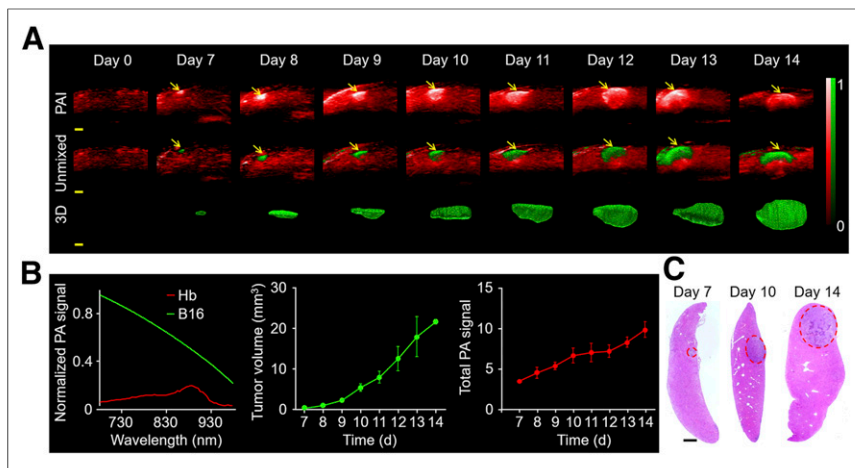 A
Day 0 Day 7 Day 8 Day 9 Day 10 Day 11 Day 12 Day 13 Day 14
PAI
Unmixed
3D
1
0
B
Normalized PA signal
0.8
0.4
0
Hb
B16
730 830 930
Wavelength (nm)
Tumor volume (mm³)
30
20
10
0
7 8 9 10 11 12 13 14
Time (d)
Total PA signal
15
10
5
0
7 8 9 10 11 12 13 14
Time (d)
C
Day 7 Day 10 Day 14